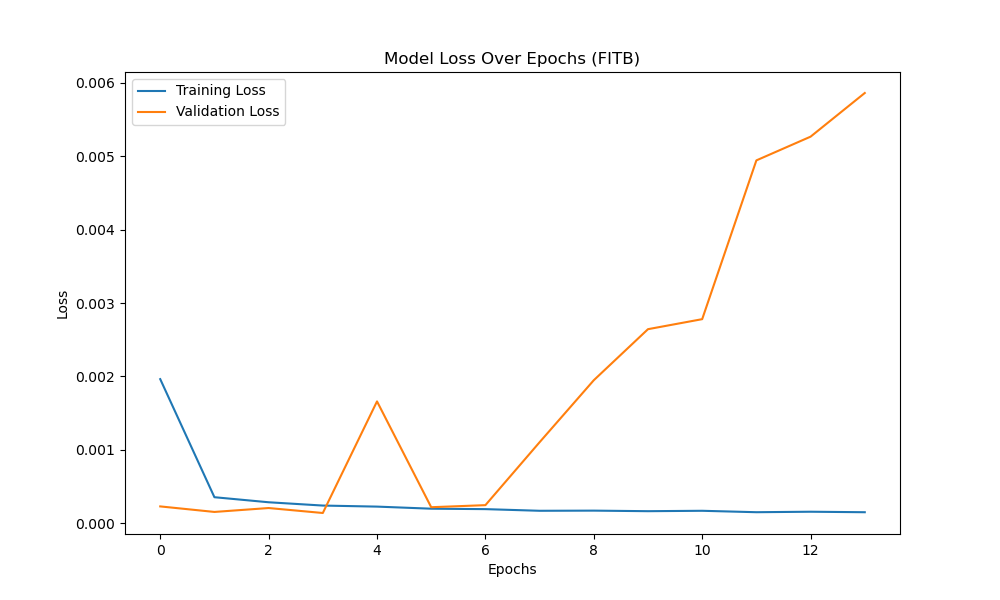 Model Loss Over Epochs (FITB)
Training Loss
Validation Loss
0.006
0.005
0.004
0.003
0.002
0.001
0.000
Loss
0 2 4 6 8 10 12
Epochs